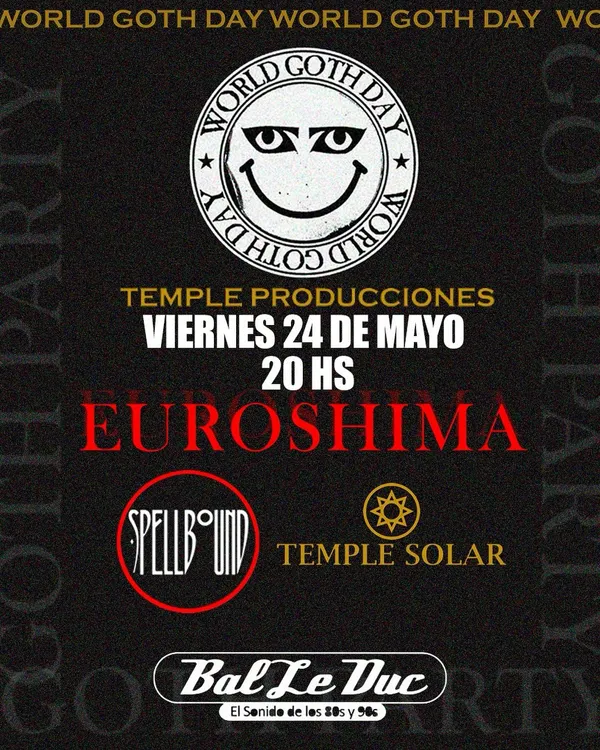 WORLD GOTH DAY WORLD GOTH DAY WO
WORLD GOTH DAY
WORLD GOTH DAY
TEMPLE PRODUCCIONES
VIERNES 24 DE MAYO
20 HS
EUROSHIMA
SPELLBOUND
TEMPLE SOLAR
Bal Le Duc
El Sonido de los 80s y 90s
GOTH PARTY
GOTH PARTY
GOTH PARTY